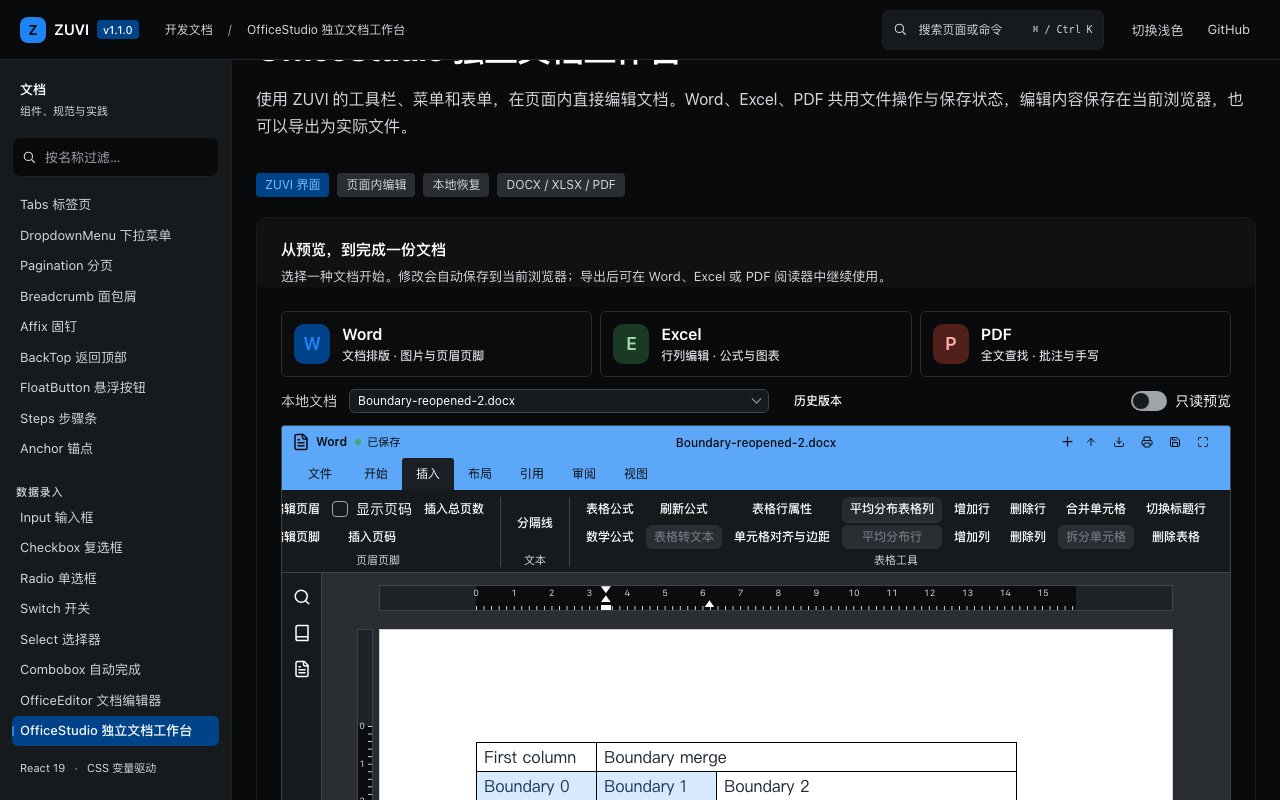 Z ZUVI v1.1.0 开发文档 / OfficeStudio 独立文档工作台 搜索页面或命令 ⌘ / Ctrl K 切换浅色 GitHub
文档
组件、规范与实践
按名称过滤...
Tabs 标签页
DropdownMenu 下拉菜单
Pagination 分页
Breadcrumb 面包屑
Affix 固钉
BackTop 返回顶部
FloatButton 悬浮按钮
Steps 步骤条
Anchor 锚点
数据录入
Input 输入框
Checkbox 复选框
Radio 单选框
Switch 开关
Select 选择器
Combobox 自动完成
OfficeEditor 文档编辑器
OfficeStudio 独立文档工作台
React 19 · CSS 变量驱动
OfficeStudio 独立文档工作台
使用 ZUVI 的工具栏、菜单和表单，在页面内直接编辑文档。Word、Excel、PDF 共用文件操作与保存状态，编辑内容保存在当前浏览器，也
可以导出为实际文件。
ZUVI 界面 页面内编辑 本地恢复 DOCX / XLSX / PDF
从预览，到完成一份文档
选择一种文档开始。修改会自动保存到当前浏览器；导出后可在 Word、Excel 或 PDF 阅读器中继续使用。
W Word
文档排版 · 图片与页眉页脚
E Excel
行列编辑 · 公式与图表
P PDF
全文查找 · 批注与手写
本地文档 Boundary-reopened-2.docx 历史版本 只读预览
Word 已保存 Boundary-reopened-2.docx
文件 开始 插入 布局 引用 审阅 视图
编辑页眉 显示页码 插入总页数
编辑页脚 插入页码
页眉页脚
分隔线
文本
表格公式 刷新公式 表格行属性 平均分布表格列 增加行 删除行 合并单元格 切换标题行
数学公式 表格转文本 单元格对齐与边距 平均分布行 增加列 删除列 拆分单元格 删除表格
表格工具
0 1 2 3 4 5 6 7 8 9 10 11 12 13 14 15
0
1
First column Boundary merge
Boundary 0 Boundary 1 Boundary 2